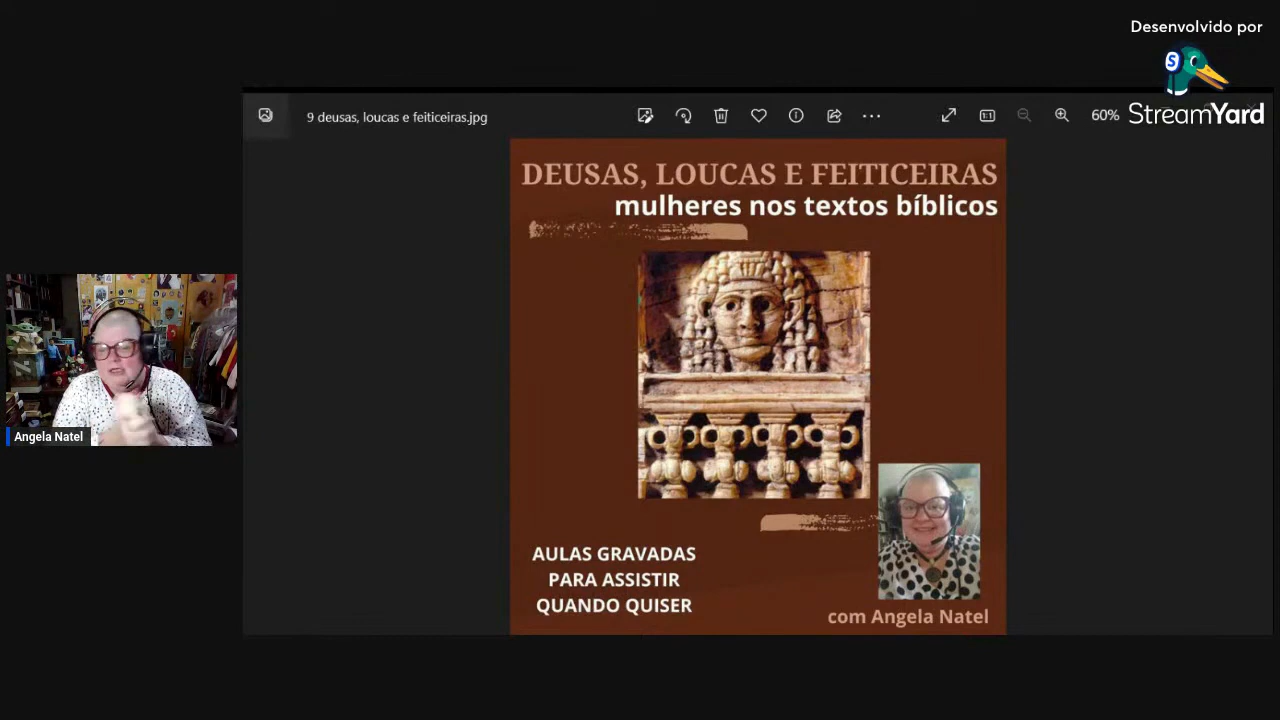 Desenvolvido por
StreamYard
9 deusas, loucas e feiticeiras.jpg
60%
DEUSAS, LOUCAS E FEITICEIRAS
mulheres nos textos bíblicos
Angela Natel
AULAS GRAVADAS
PARA ASSISTIR
QUANDO QUISER
com Angela Natel